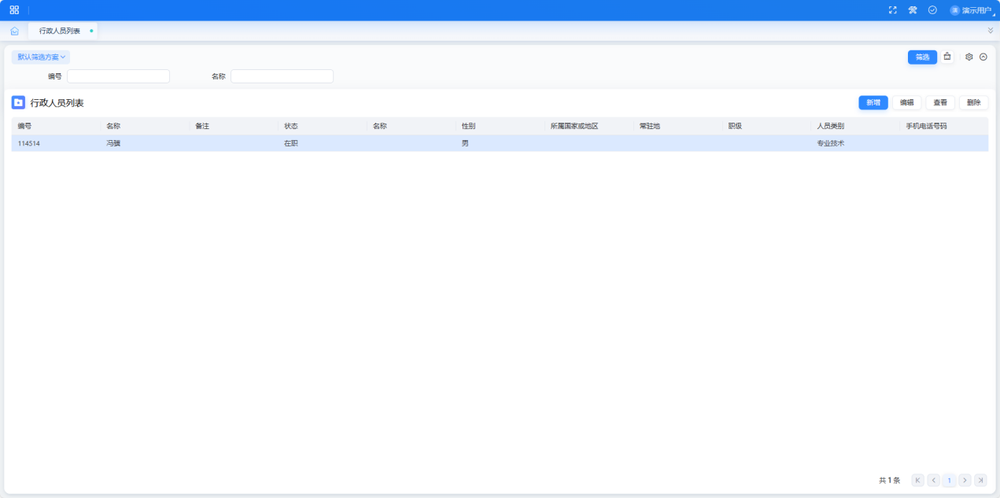 演 演示用户
行政人员列表
默认筛选方案 筛选
编号 名称
行政人员列表 新增 编辑 查看 删除
编号 名称 备注 状态 名称 性别 所属国家或地区 常驻地 职级 人员类别 手机电话号码
114514 冯骥 在职 男 专业技术
共 1 条 1